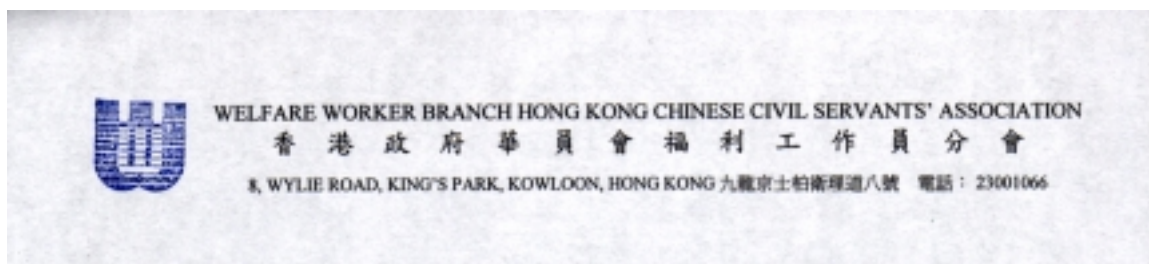 WELFARE WORKER BRANCH HONG KONG CHINESE CIVIL SERVANTS' ASSOCIATION
香港政府華員會福利工作員分會
8, WYLIE ROAD, KING'S PARK, KOWLOON, HONG KONG 九龍京士柏衛理道八號 電話：23001066